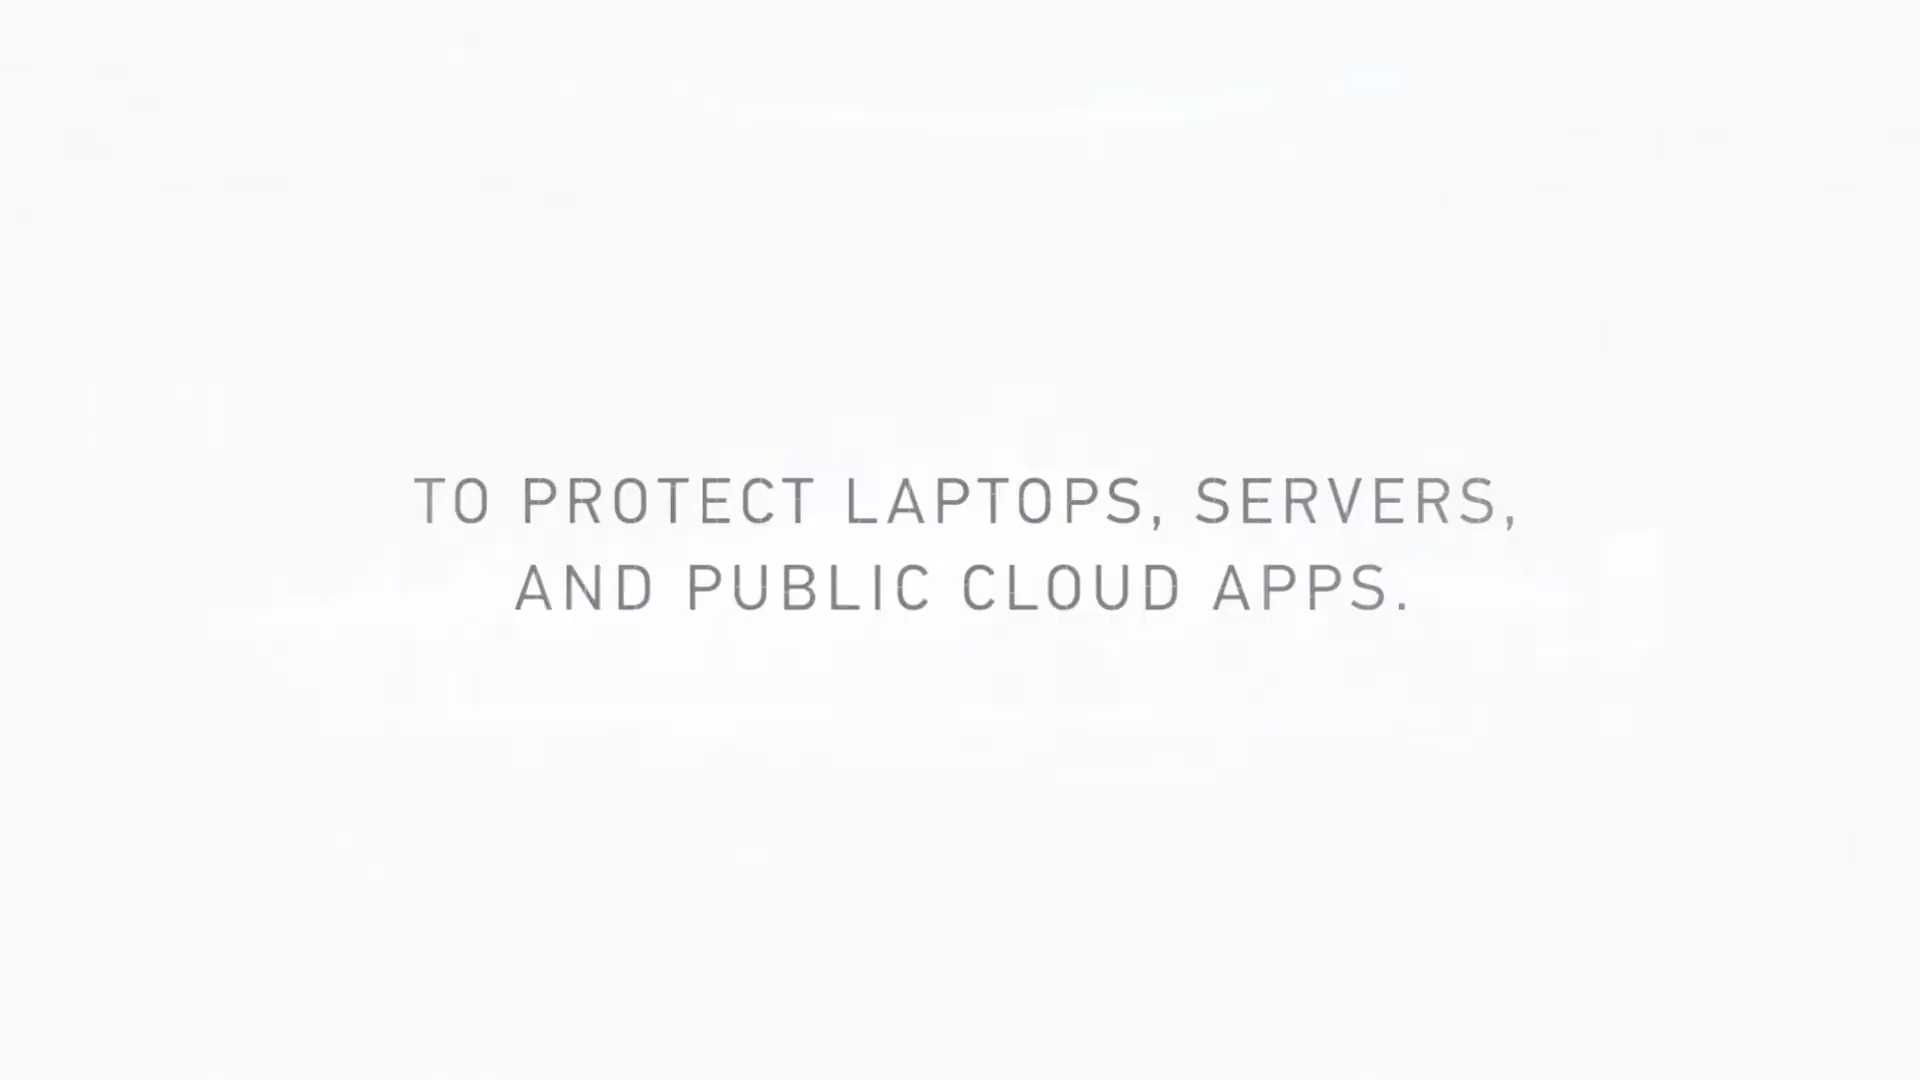 TO PROTECT LAPTOPS, SERVERS,
AND PUBLIC CLOUD APPS.